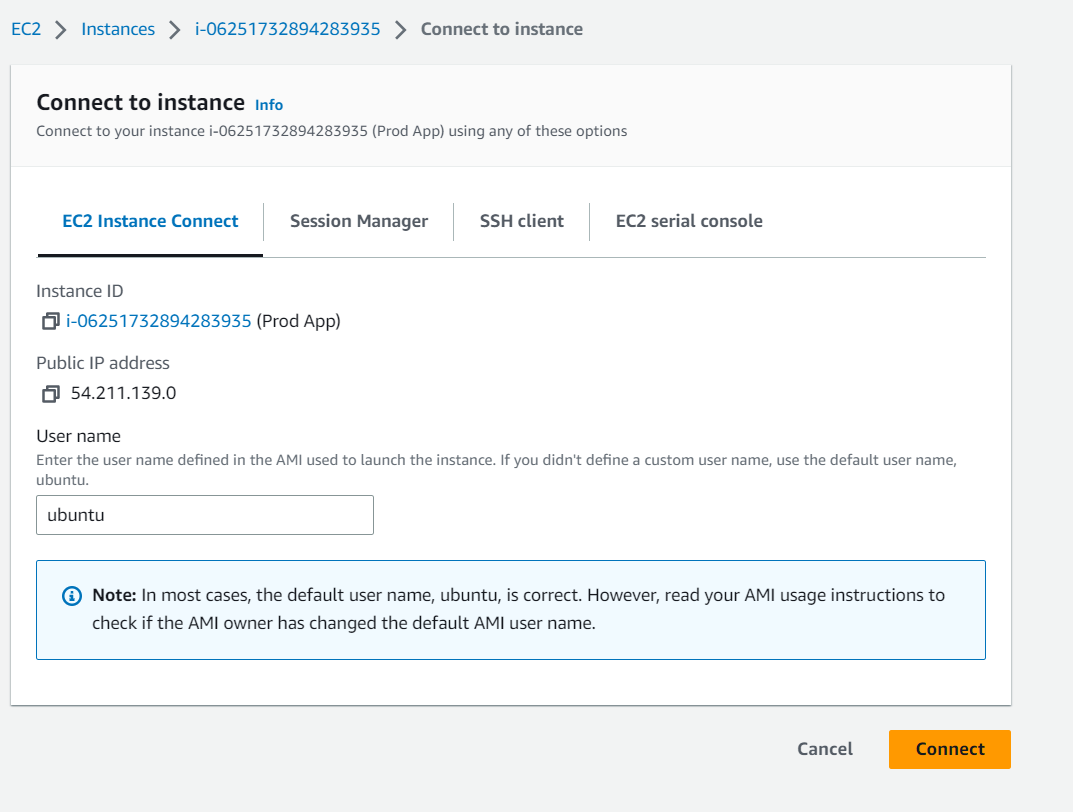 EC2 > Instances > i-06251732894283935 > Connect to instance
Connect to instance Info
Connect to your instance i-06251732894283935 (Prod App) using any of these options
EC2 Instance Connect
Session Manager
SSH client
EC2 serial console
Instance ID
i-06251732894283935 (Prod App)
Public IP address
54.211.139.0
User name
Enter the user name defined in the AMI used to launch the instance. If you didn't define a custom user name, use the default user name,
ubuntu.
ubuntu
Note: In most cases, the default user name, ubuntu, is correct. However, read your AMI usage instructions to
check if the AMI owner has changed the default AMI user name.
Cancel
Connect